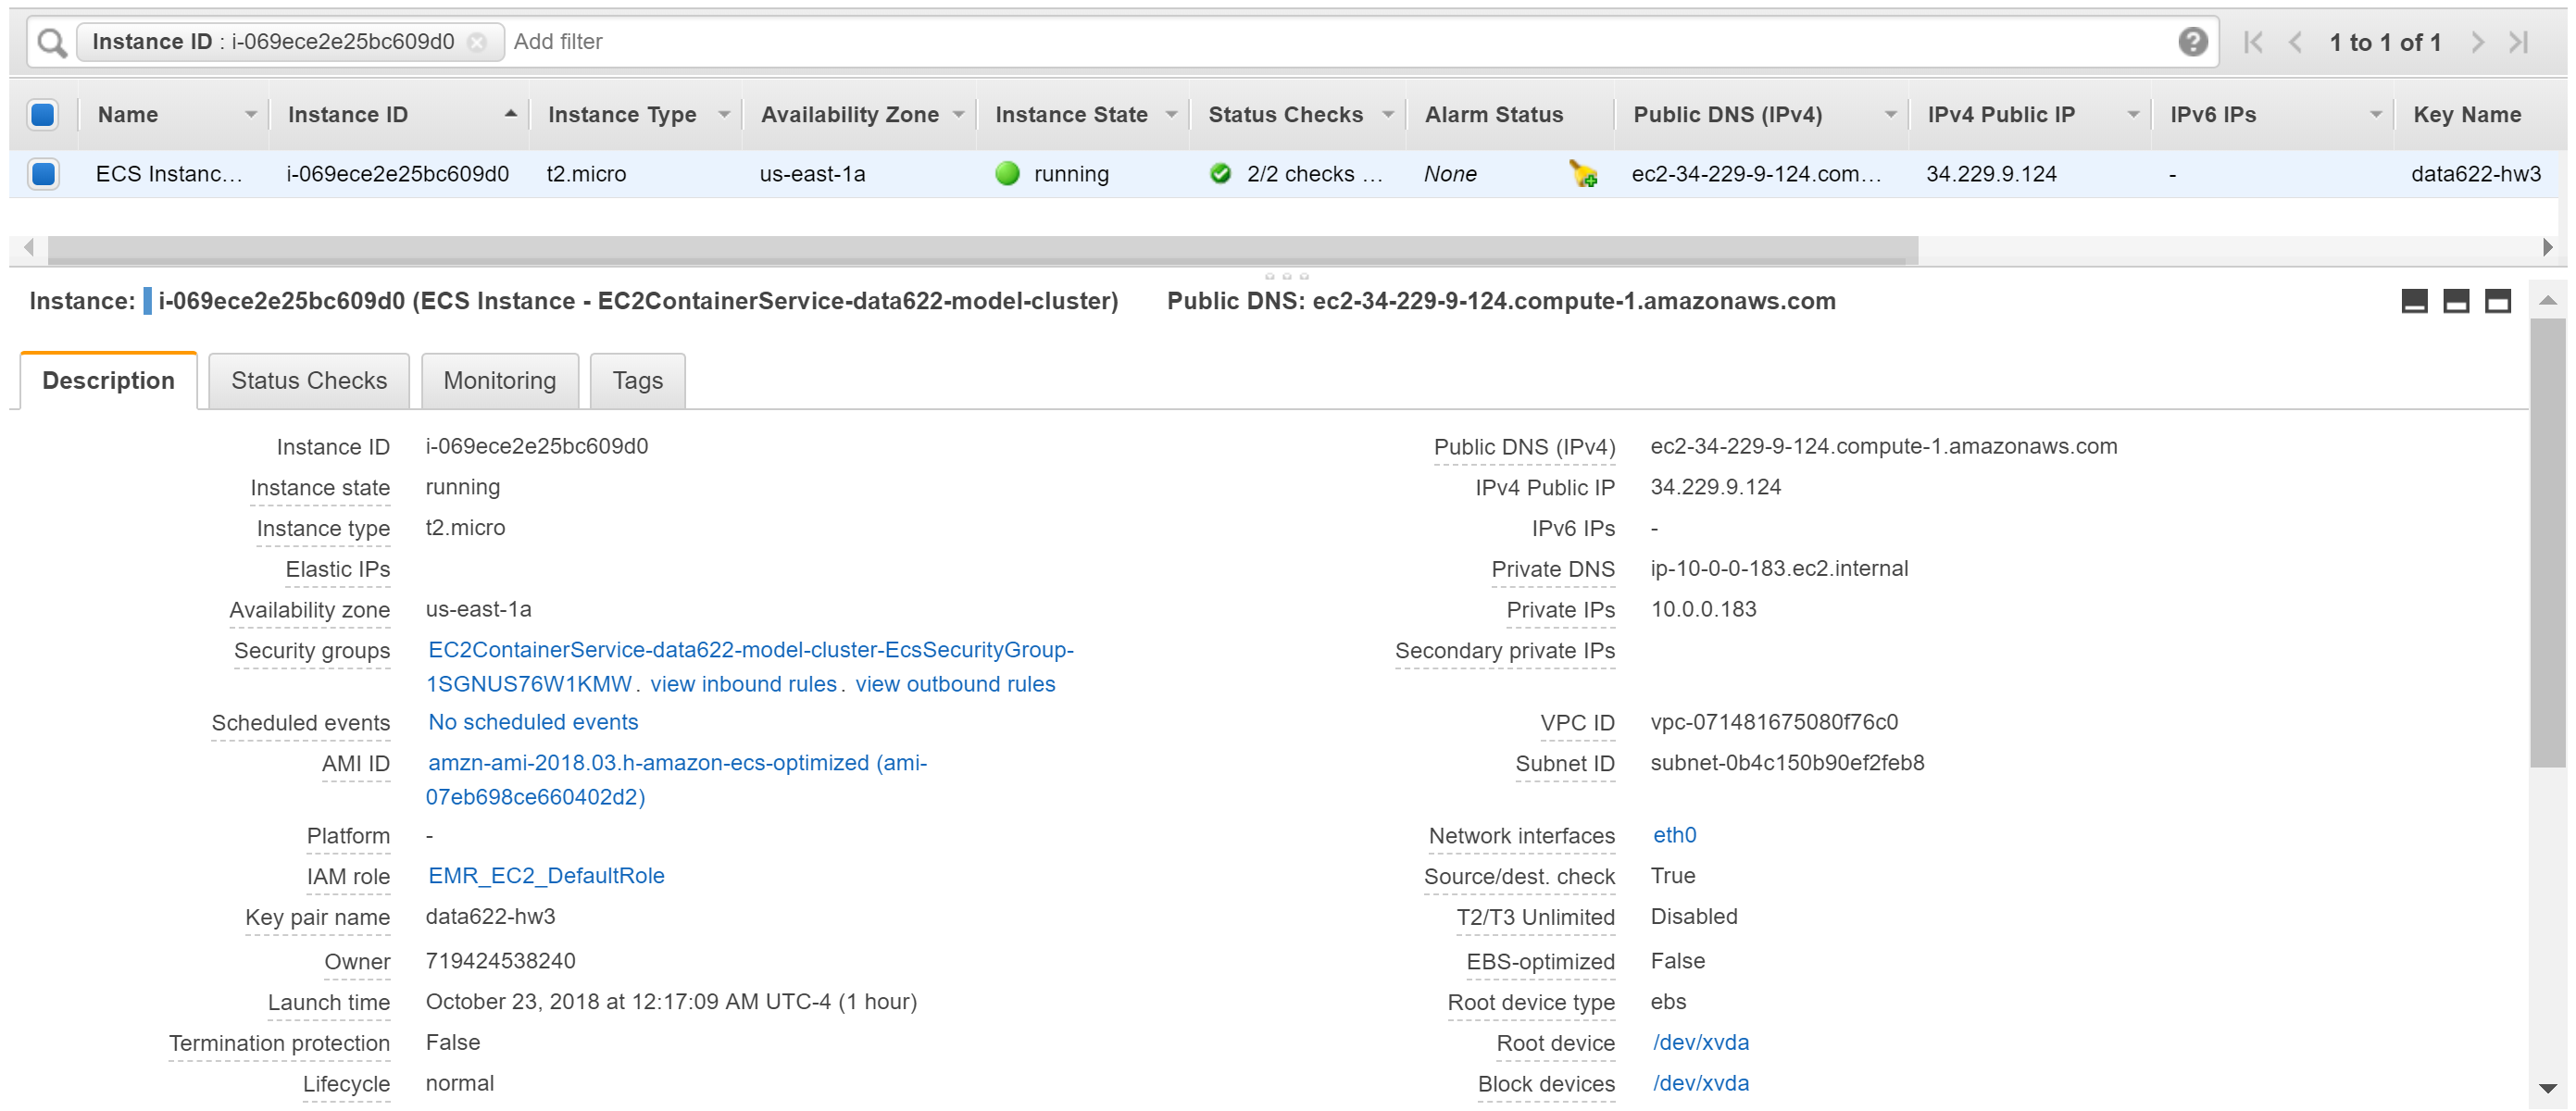 Instance ID : i-069ece2e25bc609d0 Add filter 1 to 1 of 1
Name Instance ID Instance Type Availability Zone Instance State Status Checks Alarm Status Public DNS (IPv4) IPv4 Public IP IPv6 IPs Key Name
ECS Instanc... i-069ece2e25bc609d0 t2.micro us-east-1a running 2/2 checks ... None ec2-34-229-9-124.com... 34.229.9.124 - data622-hw3
Instance: i-069ece2e25bc609d0 (ECS Instance - EC2ContainerService-data622-model-cluster) Public DNS: ec2-34-229-9-124.compute-1.amazonaws.com
Description Status Checks Monitoring Tags
Instance ID i-069ece2e25bc609d0 Public DNS (IPv4) ec2-34-229-9-124.compute-1.amazonaws.com
Instance state running IPv4 Public IP 34.229.9.124
Instance type t2.micro IPv6 IPs -
Elastic IPs Private DNS ip-10-0-0-183.ec2.internal
Availability zone us-east-1a Private IPs 10.0.0.183
Security groups EC2ContainerService-data622-model-cluster-EcsSecurityGroup- Secondary private IPs
1SGNUS76W1KMW. view inbound rules. view outbound rules
Scheduled events No scheduled events VPC ID vpc-071481675080f76c0
AMI ID amzn-ami-2018.03.h-amazon-ecs-optimized (ami- Subnet ID subnet-0b4c150b90ef2feb8
07eb698ce660402d2)
Platform - Network interfaces eth0
IAM role EMR_EC2_DefaultRole Source/dest. check True
Key pair name data622-hw3 T2/T3 Unlimited Disabled
Owner 719424538240 EBS-optimized False
Launch time October 23, 2018 at 12:17:09 AM UTC-4 (1 hour) Root device type ebs
Termination protection False Root device /dev/xvda
Lifecycle normal Block devices /dev/xvda